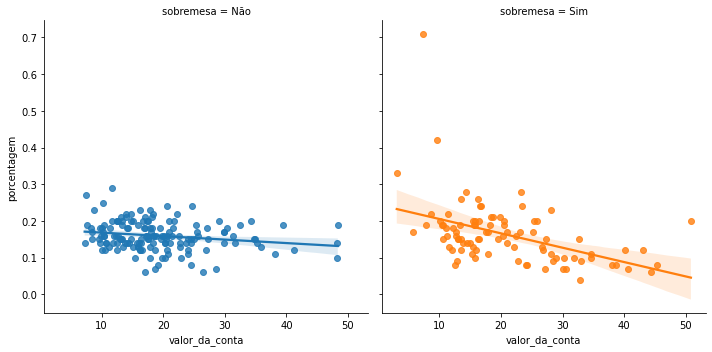 sobremesa = Não
sobremesa = Sim
0.7
0.6
0.5
0.4
0.3
0.2
0.1
0.0
porcentagem
10 20 30 40 50
10 20 30 40 50
valor_da_conta
valor_da_conta